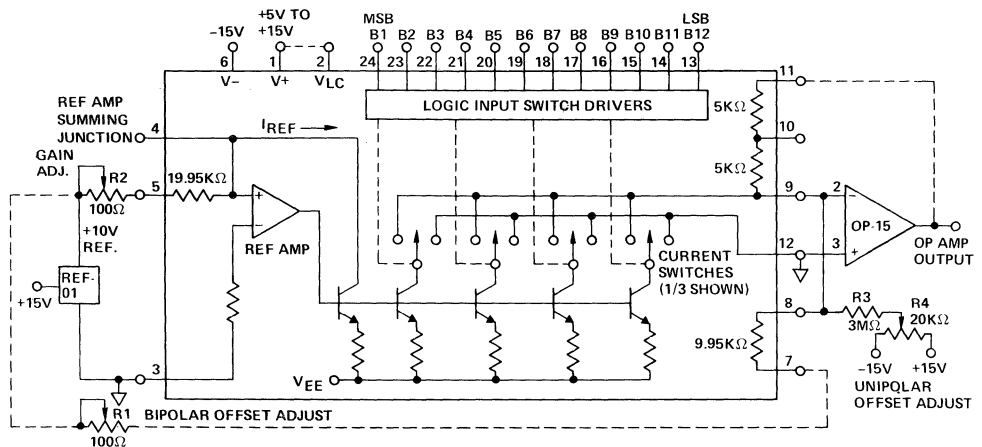 +5V TO
+15V
-15V
6
V-
1
V+
2
VLC
MSB
B1
B2
B3
B4
B5
B6
B7
B8
B9
B10
B11
LSB
B12
24
23
22
21
20
19
18
17
16
15
14
13
LOGIC INPUT SWITCH DRIVERS
REF AMP
SUMMING
JUNCTION
4
IREF
GAIN
ADJ.
R2
100Ω
5
19.95KΩ
+
−
REF AMP
+10V
REF.
REF-
01
+15V
3
VEE
R1
100Ω
BIPOLAR OFFSET ADJUST
CURRENT
SWITCHES
(1/3 SHOWN)
11
5KΩ
10
5KΩ
9
2
−
OP-15
3
+
12
OP AMP
OUTPUT
8
9.95KΩ
7
R3
3MΩ
R4
20KΩ
-15V
+15V
UNIPOLAR
OFFSET ADJUST